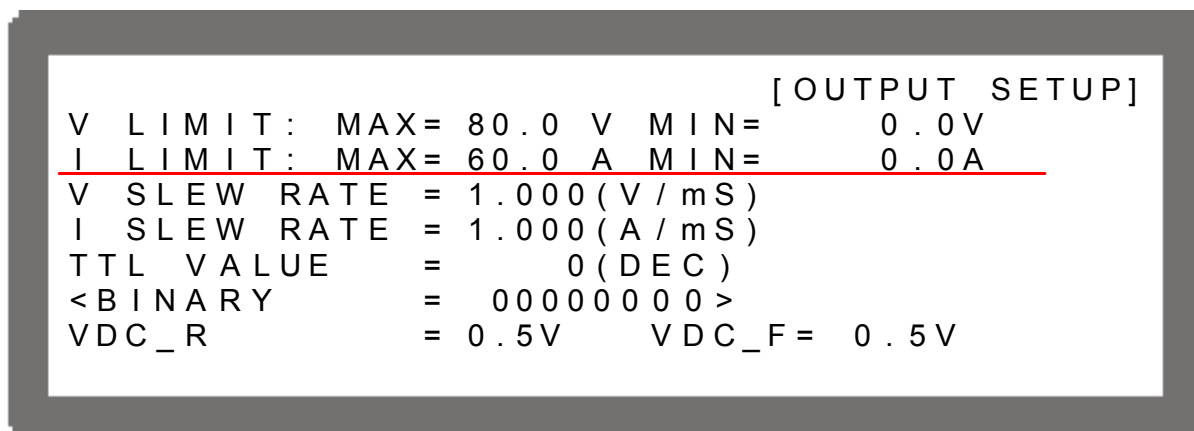 [OUTPUT SETUP]
V LIMIT: MAX= 80.0 V MIN= 0.0V
I LIMIT: MAX= 60.0 A MIN= 0.0A
V SLEW RATE = 1.000(V/mS)
I SLEW RATE = 1.000(A/mS)
TTL VALUE = 0(DEC)
<BINARY = 00000000>
VDC_R = 0.5V VDC_F= 0.5V